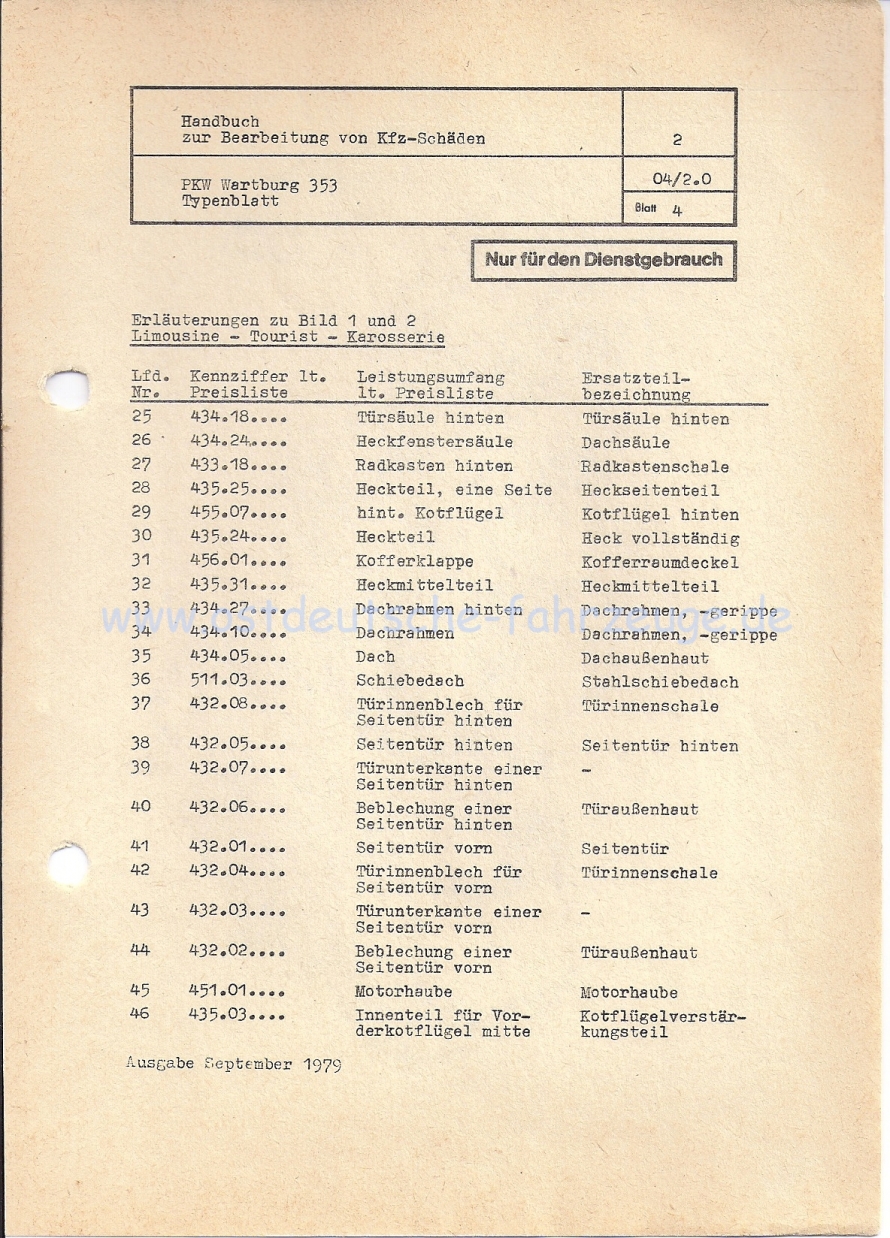 Handbuch
zur Bearbeitung von Kfz-Schäden
2
PKW Wartburg 353
Typenblatt
04/2.0
Blatt 4
Nur für den Dienstgebrauch
Erläuterungen zu Bild 1 und 2
Limousine - Tourist - Karosserie
Lfd. Kennziffer lt. Leistungsumfang Ersatzteil-
Nr. Preisliste lt. Preisliste bezeichnung
25 434.18.... Türsäule hinten Türsäule hinten
26 434.24.... Heckfenstersäule Dachsäule
27 433.18.... Radkasten hinten Radkastenschale
28 435.25.... Heckteil, eine Seite Heckseitenteil
29 455.07.... hint. Kotflügel Kotflügel hinten
30 435.24.... Heckteil Heck vollständig
31 456.01.... Kofferklappe Kofferraumdeckel
32 435.31.... Heckmittelteil Heckmittelteil
33 434.27.... Dachrahmen hinten Dachrahmen, -gerippe
www.ostdeutsche-fahrzeuge.de
34 434.10.... Dachrahmen Dachrahmen, -gerippe
35 434.05.... Dach Dachaußenhaut
36 511.03.... Schiebedach Stahlschiebedach
37 432.08.... Türinnenblech für Türinnenschale
Seitentür hinten
38 432.05.... Seitentür hinten Seitentür hinten
39 432.07.... Türunterkante einer -
Seitentür hinten
40 432.06.... Beblechung einer Türaußenhaut
Seitentür hinten
41 432.01.... Seitentür vorn Seitentür
42 432.04.... Türinnenblech für Türinnenschale
Seitentür vorn
43 432.03.... Türunterkante einer -
Seitentür vorn
44 432.02.... Beblechung einer Türaußenhaut
Seitentür vorn
45 451.01.... Motorhaube Motorhaube
46 435.03.... Innenteil für Vor- Kotflügelverstär-
derkotflügel mitte kungsteil
Ausgabe September 1979